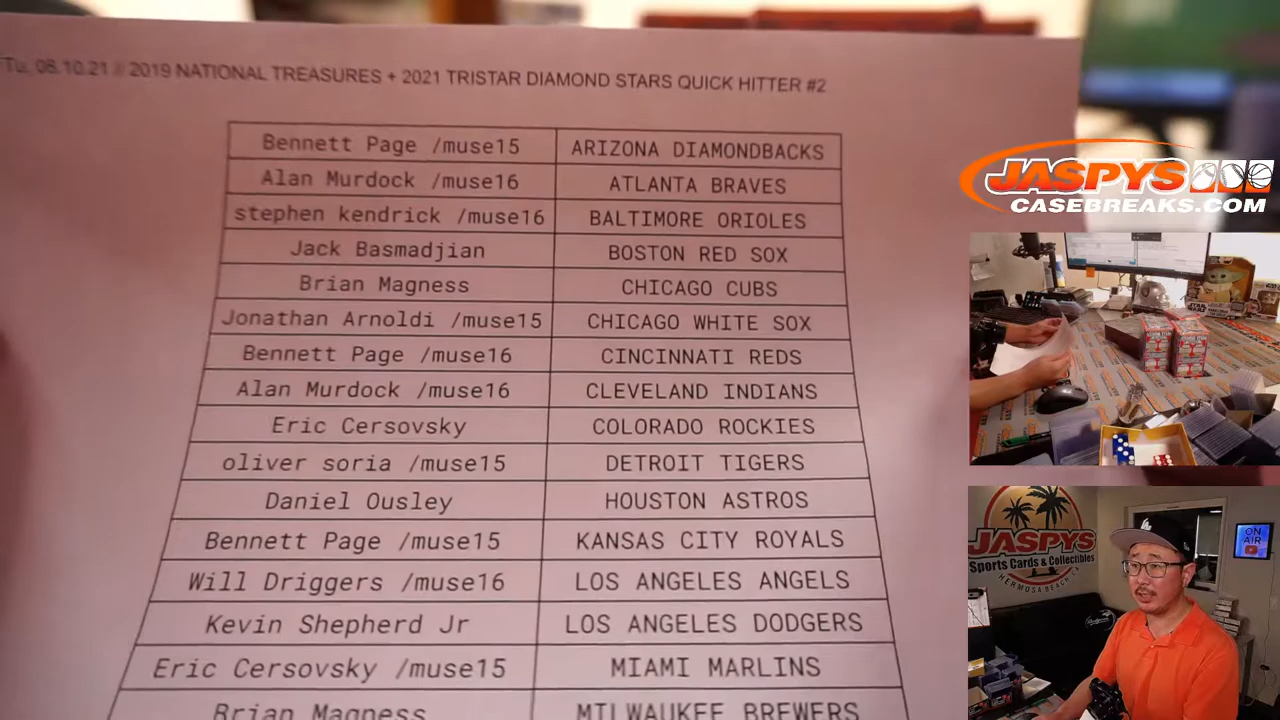 Tu, 08.10.21 // 2019 NATIONAL TREASURES + 2021 TRISTAR DIAMOND STARS QUICK HITTER #2
Bennett Page /muse15 ARIZONA DIAMONDBACKS
Alan Murdock /muse16 ATLANTA BRAVES
stephen kendrick /muse16 BALTIMORE ORIOLES
Jack Basmadjian BOSTON RED SOX
Brian Magness CHICAGO CUBS
Jonathan Arnoldi /muse15 CHICAGO WHITE SOX
Bennett Page /muse16 CINCINNATI REDS
Alan Murdock /muse16 CLEVELAND INDIANS
Eric Cersovsky COLORADO ROCKIES
oliver soria /muse15 DETROIT TIGERS
Daniel Ousley HOUSTON ASTROS
Bennett Page /muse15 KANSAS CITY ROYALS
Will Driggers /muse16 LOS ANGELES ANGELS
Kevin Shepherd Jr LOS ANGELES DODGERS
Eric Cersovsky /muse15 MIAMI MARLINS
Brian Magness MILWAUKEE BREWERS
JASPYS
CASEBREAKS.COM
JASPYS
Sports Cards & Collectibles
HERMOSA BEACH, CA
ON
AIR